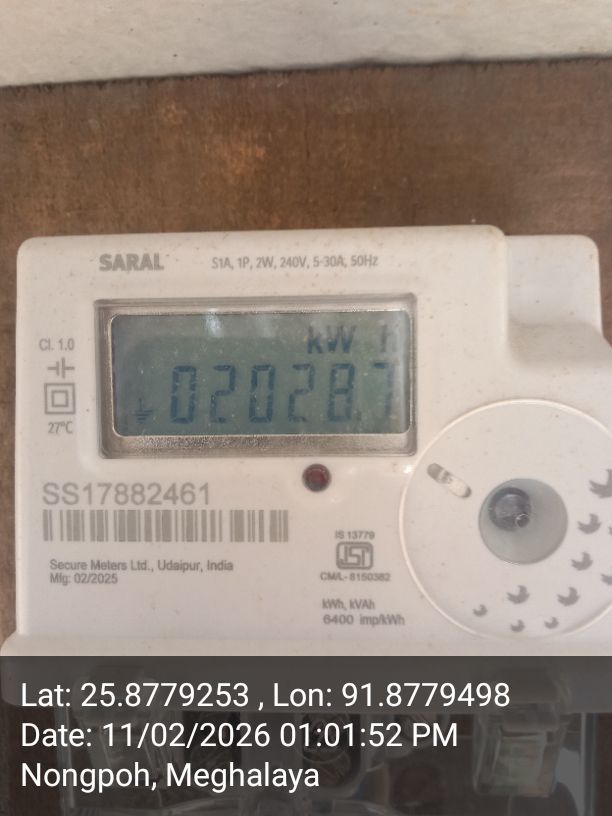 SARAL
S1A, 1P, 2W, 240V, 5-30A, 50Hz
Cl. 1.0
kW H
02028.7
27°C
SS17882461
IS 13779
Secure Meters Ltd., Udaipur, India
Mfg: 02/2025
CM/L- 8150382
kWh, kVAh
6400 imp/kWh
Lat: 25.8779253 , Lon: 91.8779498
Date: 11/02/2026 01:01:52 PM
Nongpoh, Meghalaya